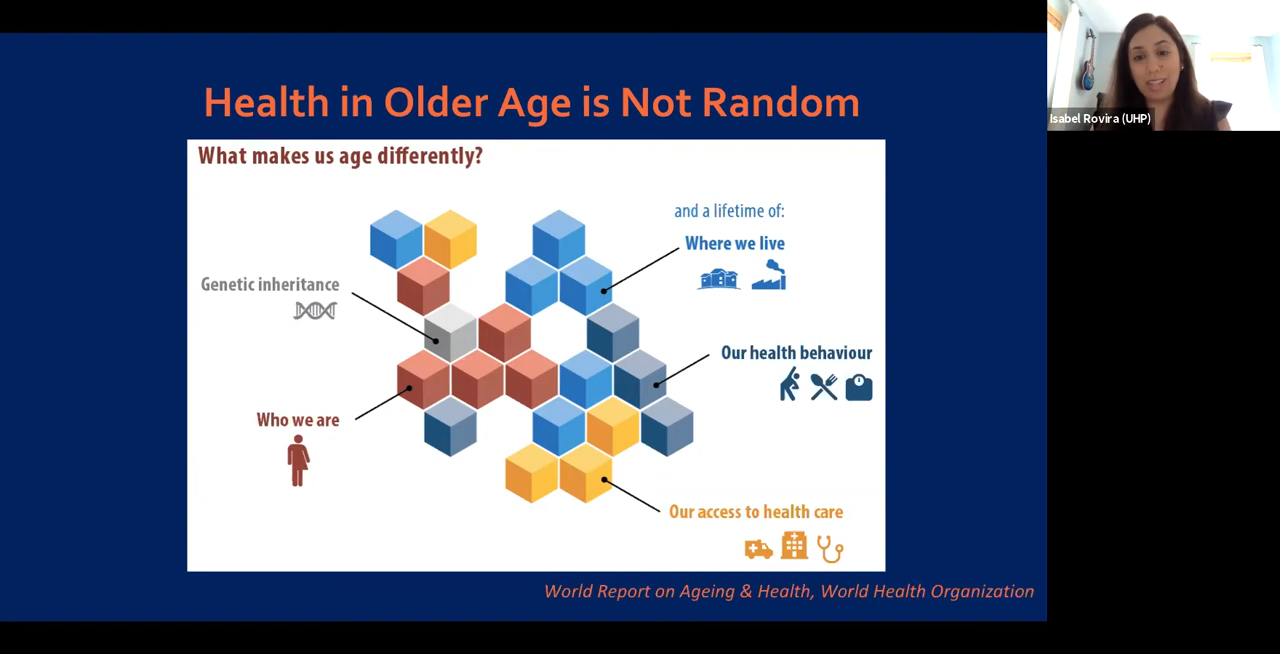 Health in Older Age is Not Random
What makes us age differently?
and a lifetime of:
Where we live
Genetic inheritance
Our health behaviour
Who we are
Our access to health care
World Report on Ageing & Health, World Health Organization
Isabel Rovira (UHP)